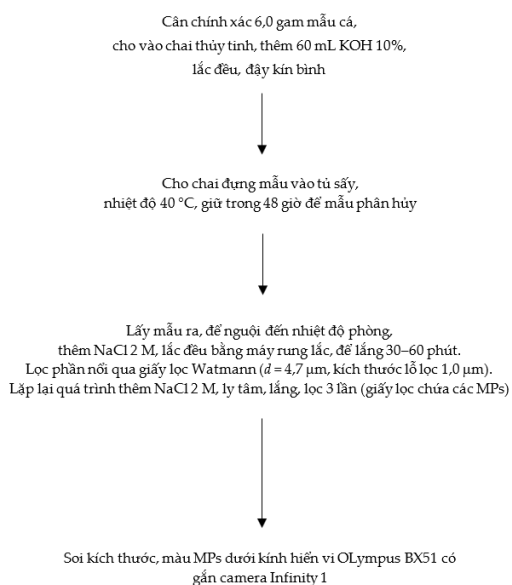 Cân chính xác 6,0 gam mẫu cá,
cho vào chai thủy tinh, thêm 60 mL KOH 10%,
lắc đều, đậy kín bình
Cho chai đựng mẫu vào tủ sấy,
nhiệt độ 40 °C, giữ trong 48 giờ để mẫu phân hủy
Lấy mẫu ra, để nguội đến nhiệt độ phòng,
thêm NaCl 2 M, lắc đều bằng máy rung lắc, để lắng 30–60 phút.
Lọc phần nổi qua giấy lọc Watmann (d = 4,7 µm, kích thước lỗ lọc 1,0 µm).
Lặp lại quá trình thêm NaCl 2 M, ly tâm, lắng, lọc 3 lần (giấy lọc chứa các MPs)
Soi kích thước, màu MPs dưới kính hiển vi OLympus BX51 có
gắn camera Infinity 1